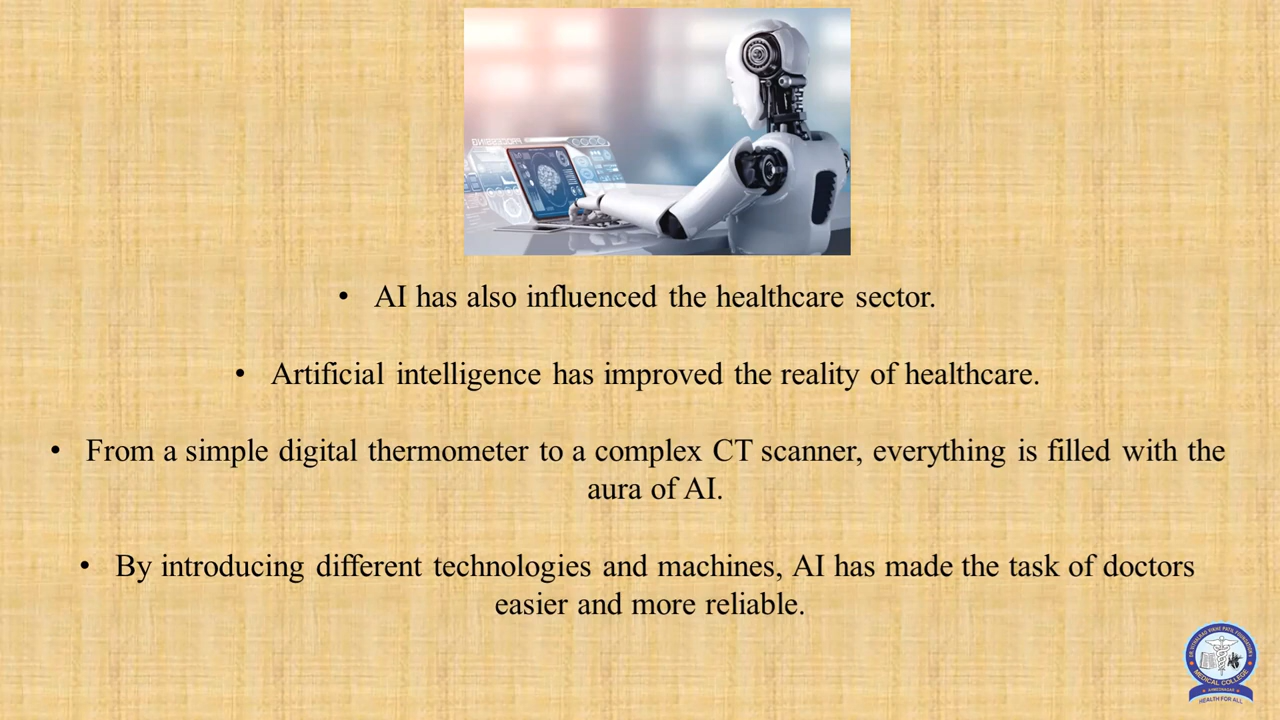 • AI has also influenced the healthcare sector.
• Artificial intelligence has improved the reality of healthcare.
• From a simple digital thermometer to a complex CT scanner, everything is filled with the
aura of AI.
• By introducing different technologies and machines, AI has made the task of doctors
easier and more reliable.
MEDICAL COLLEGE
HEALTH FOR ALL